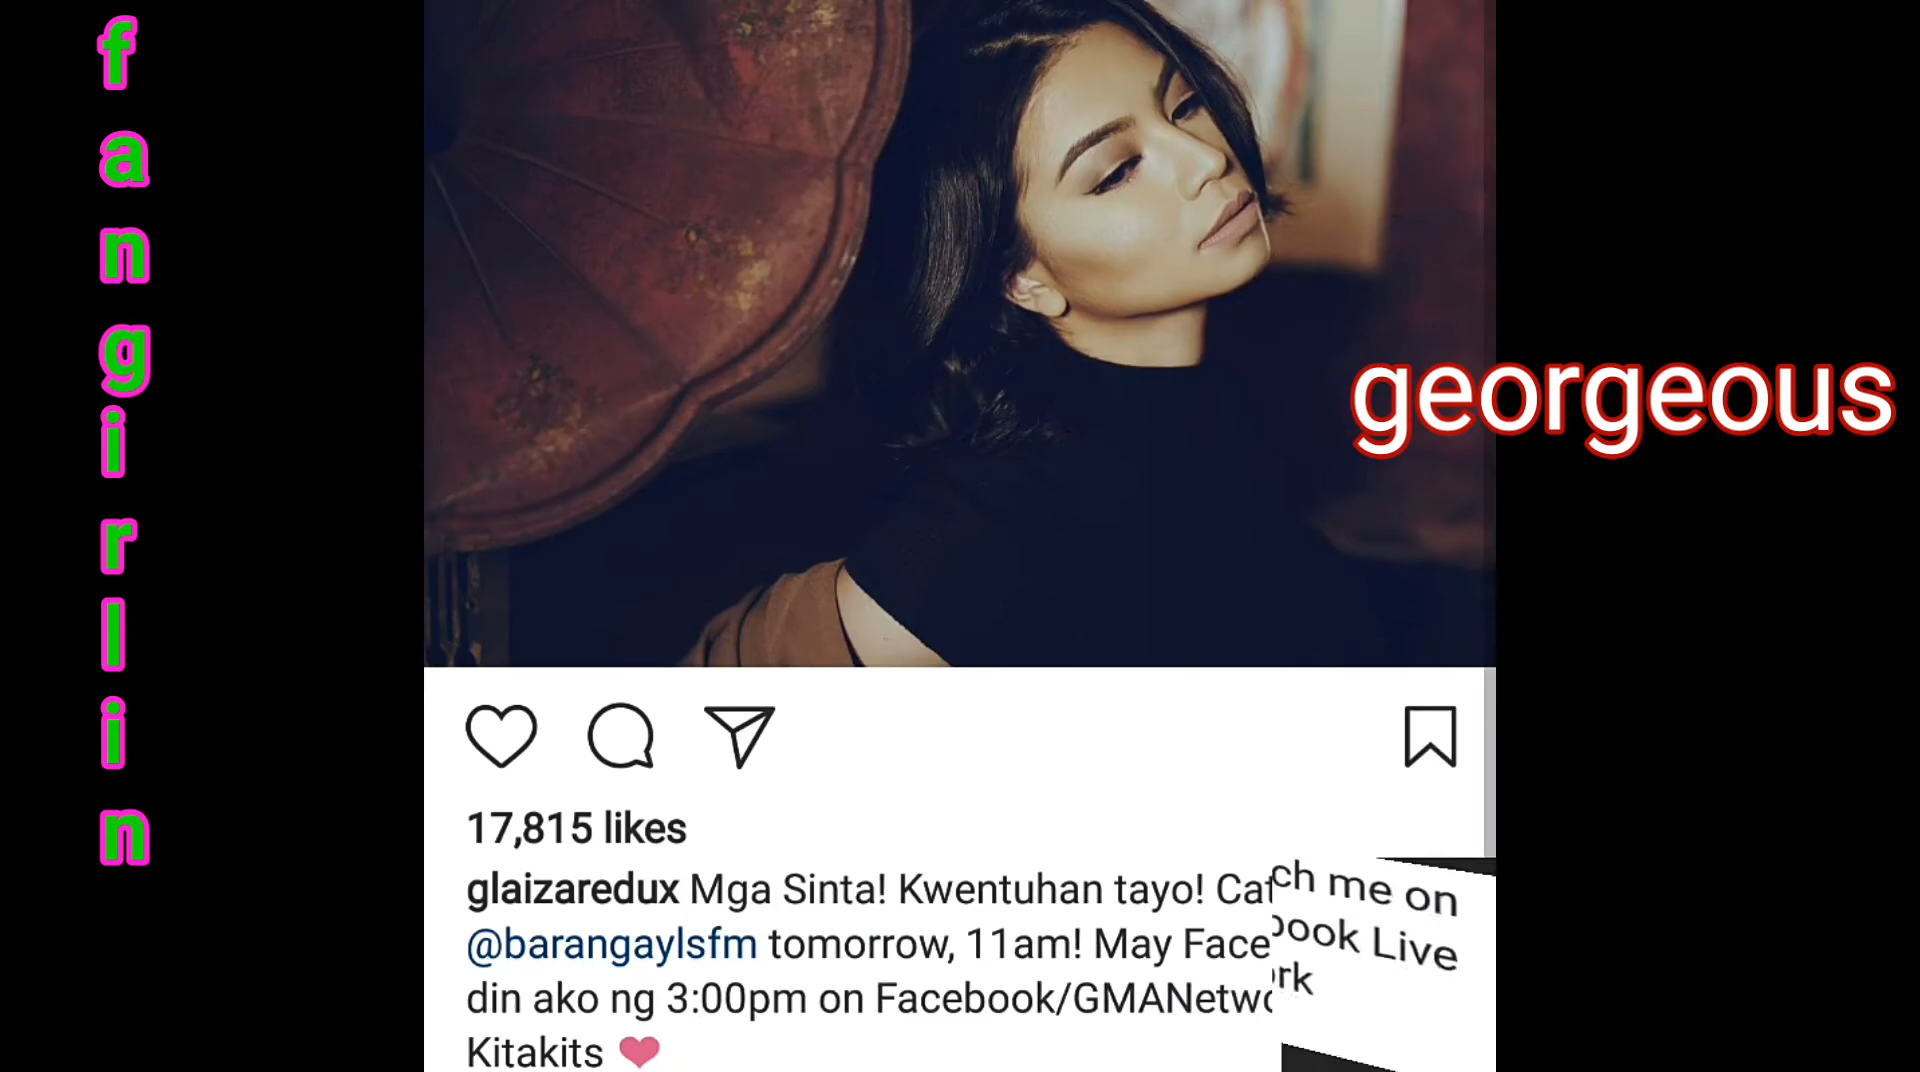 fangirlin
georgeous
17,815 likes
glaizaredux Mga Sinta! Kwentuhan tayo! Catch me on
@barangaylsfm tomorrow, 11am! May Facebook Live
din ako ng 3:00pm on Facebook/GMANetwork
Kitakits ❤